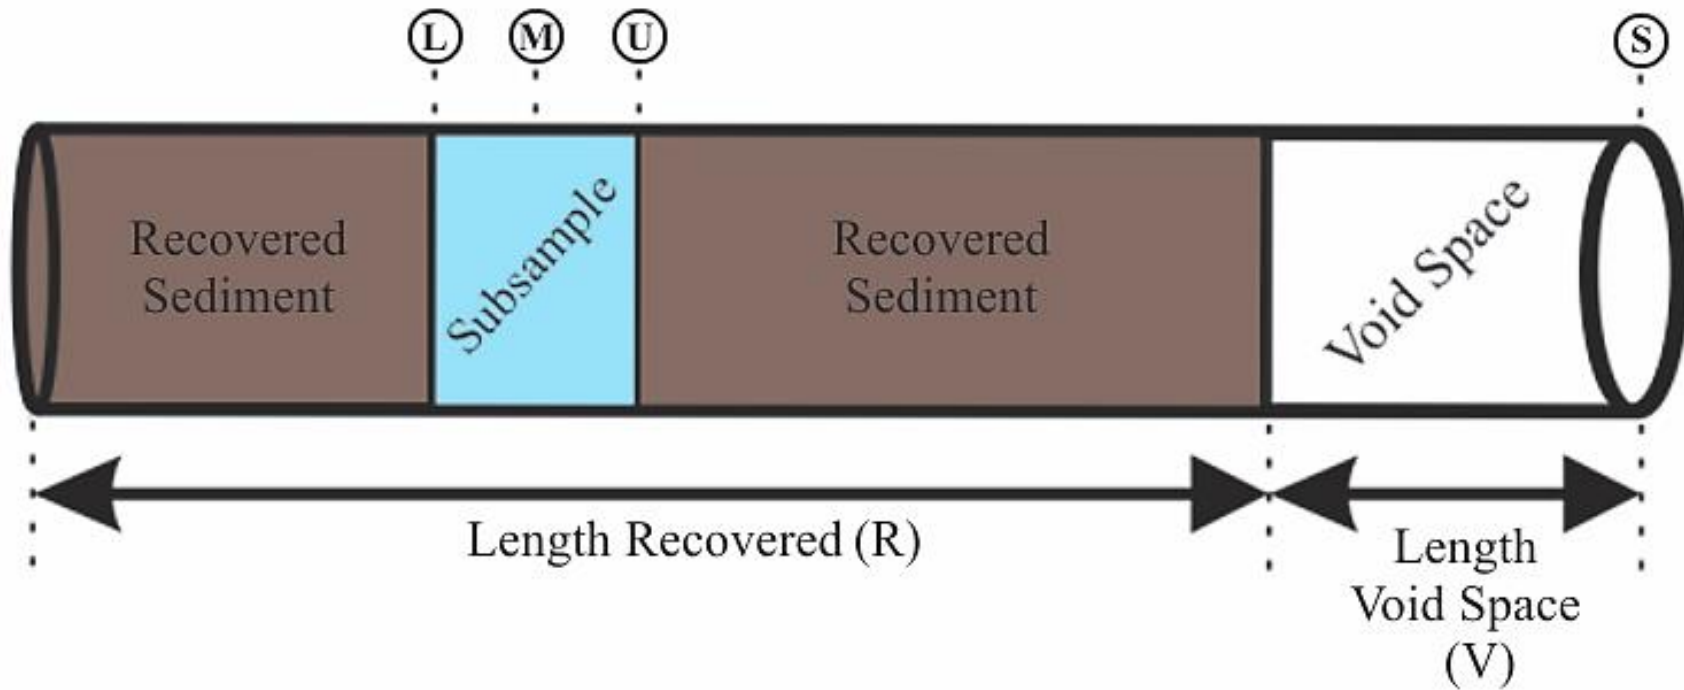 L
M
U
S
Recovered
Sediment
Subsample
Recovered
Sediment
Void Space
Length Recovered (R)
Length
Void Space
(V)